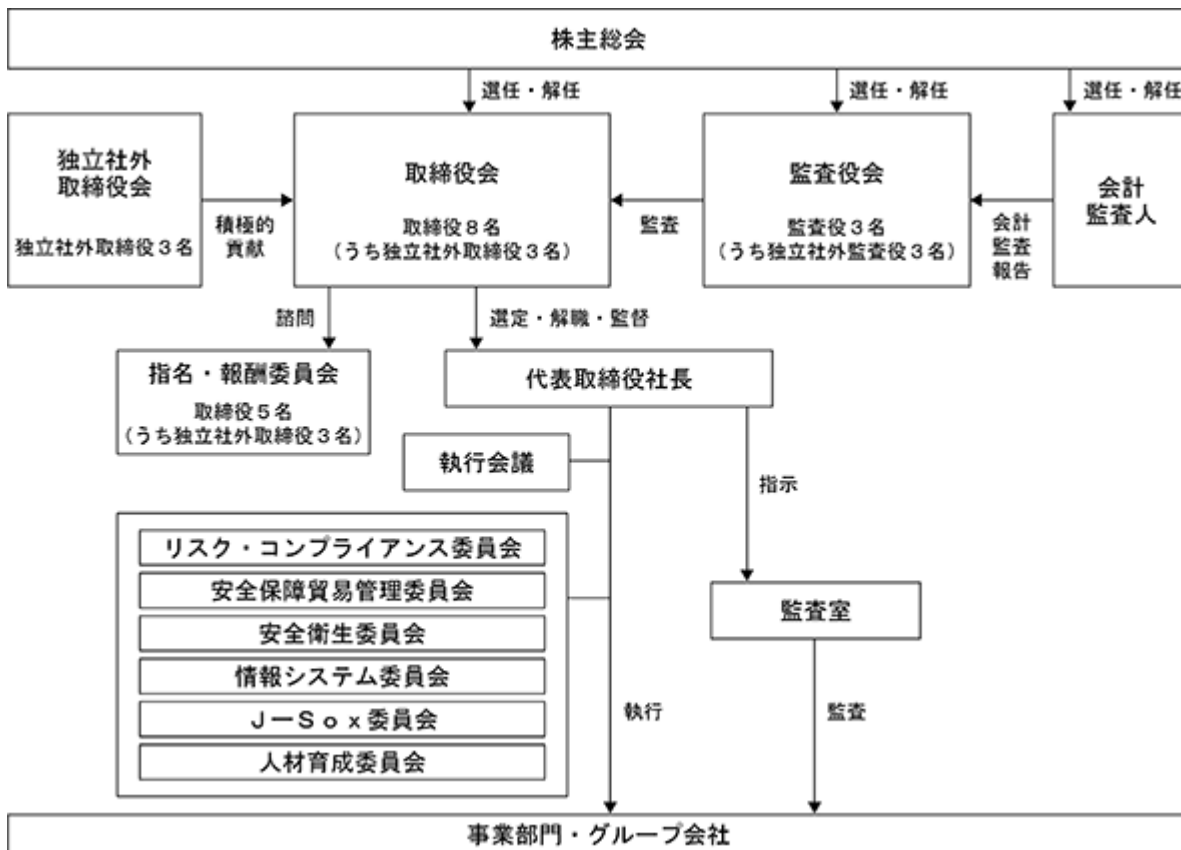 株主総会
選任・解任
選任・解任
選任・解任
独立社外
取締役会
独立社外取締役3名
積極的
貢献
取締役会
取締役8名
(うち独立社外取締役3名)
監査
監査役会
監査役3名
(うち独立社外監査役3名)
会計
監査
報告
会計
監査人
諮問
選定・解職・監督
指名・報酬委員会
取締役5名
(うち独立社外取締役3名)
代表取締役社長
執行会議
指示
リスク・コンプライアンス委員会
安全保障貿易管理委員会
安全衛生委員会
情報システム委員会
J-Sox委員会
人材育成委員会
監査室
執行
監査
事業部門・グループ会社